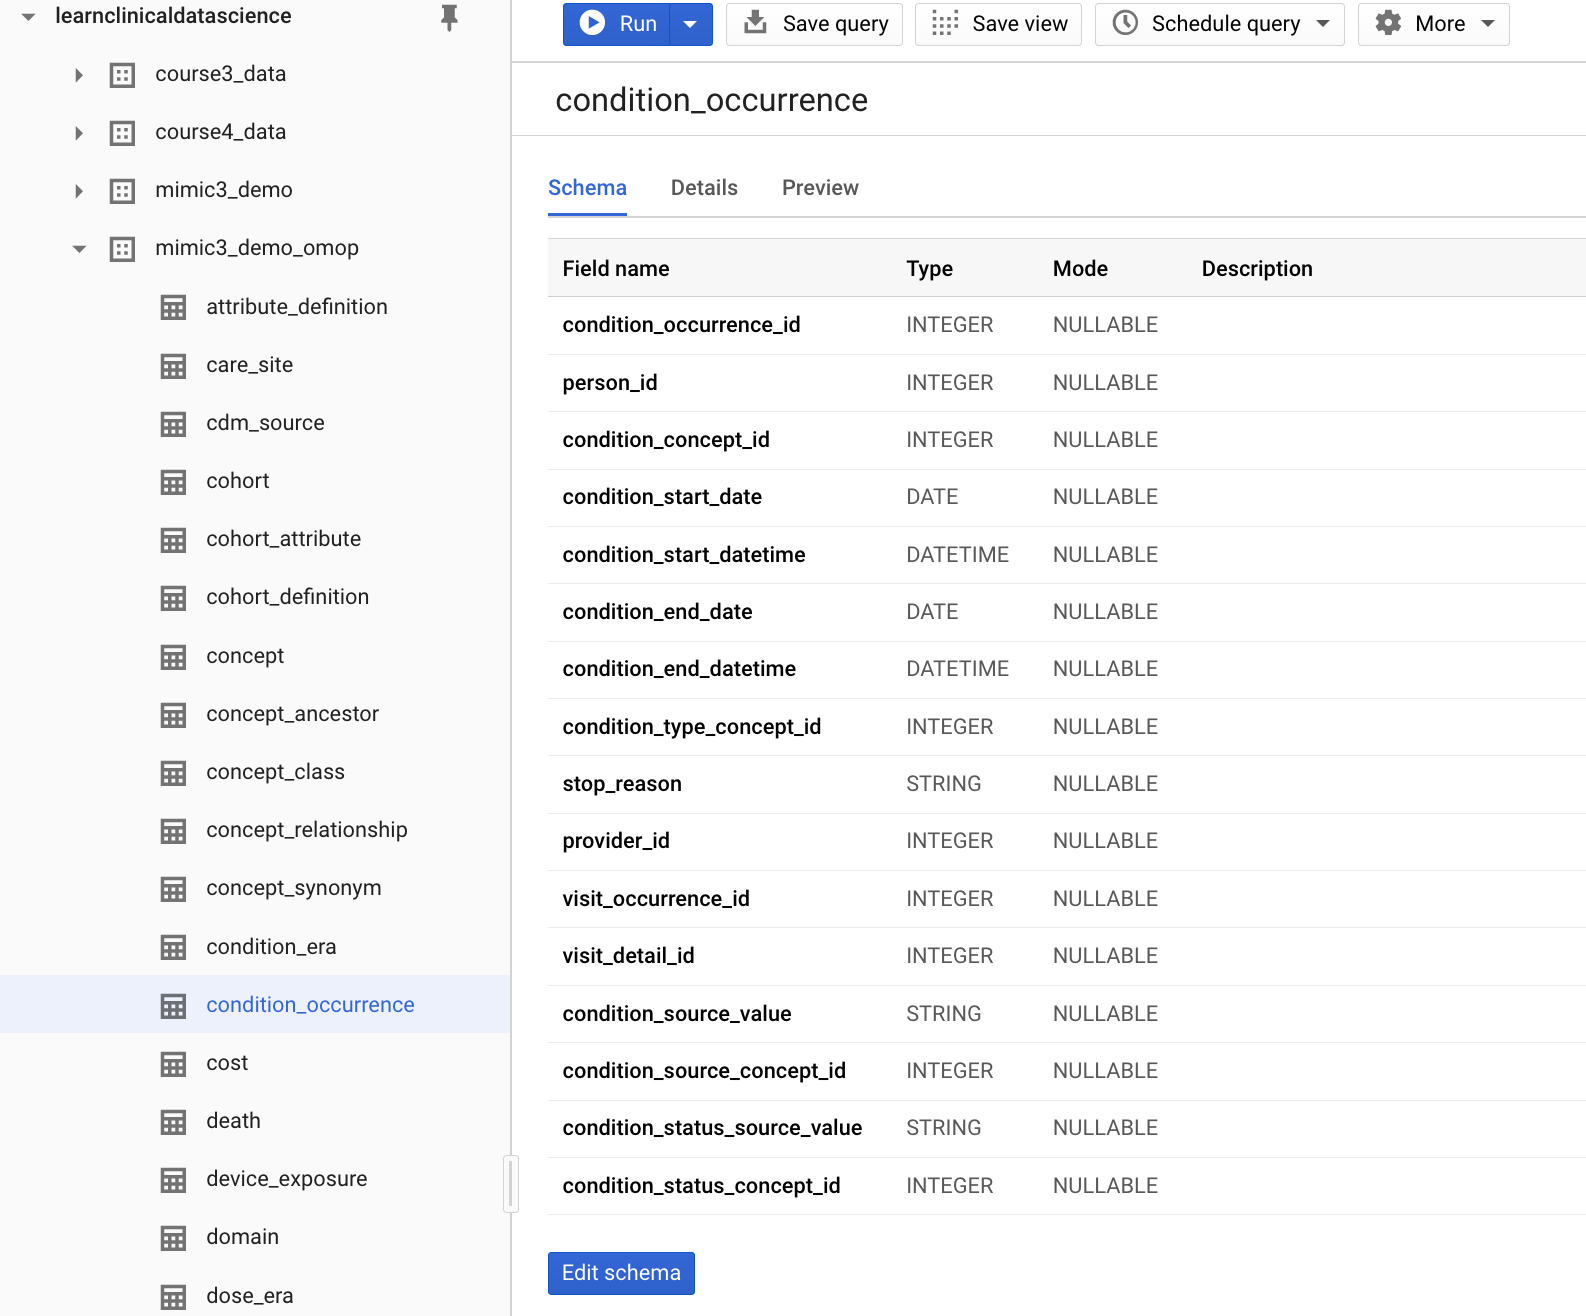 learnclinicaldatascience
course3_data
course4_data
mimic3_demo
mimic3_demo_omop
attribute_definition
care_site
cdm_source
cohort
cohort_attribute
cohort_definition
concept
concept_ancestor
concept_class
concept_relationship
concept_synonym
condition_era
condition_occurrence
cost
death
device_exposure
domain
dose_era
Run Save query Save view Schedule query More
condition_occurrence
Schema Details Preview
Field name Type Mode Description
condition_occurrence_id INTEGER NULLABLE
person_id INTEGER NULLABLE
condition_concept_id INTEGER NULLABLE
condition_start_date DATE NULLABLE
condition_start_datetime DATETIME NULLABLE
condition_end_date DATE NULLABLE
condition_end_datetime DATETIME NULLABLE
condition_type_concept_id INTEGER NULLABLE
stop_reason STRING NULLABLE
provider_id INTEGER NULLABLE
visit_occurrence_id INTEGER NULLABLE
visit_detail_id INTEGER NULLABLE
condition_source_value STRING NULLABLE
condition_source_concept_id INTEGER NULLABLE
condition_status_source_value STRING NULLABLE
condition_status_concept_id INTEGER NULLABLE
Edit schema